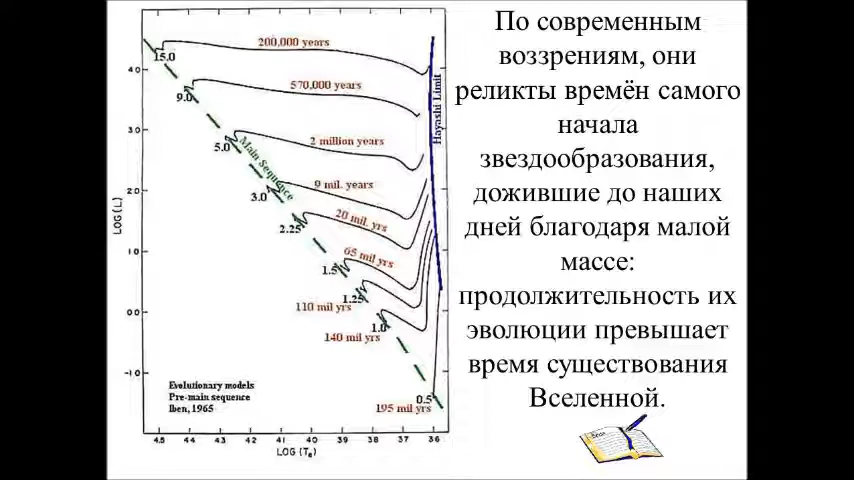 200,000 years
15.0
570,000 years
9.0
2 million years
5.0
Main Sequence
Hayashi Limit
9 mil. years
3.0
20 mil. yrs
2.25
65 mil yrs
1.5
1.25
110 mil yrs
1.0
140 mil yrs
0.5
195 mil yrs
Evolutionary models
Pre-main sequence
Iben, 1965
LOG (L)
4.0
3.0
2.0
1.0
0.0
-1.0
4.5 4.4 4.3 4.2 4.1 4.0 3.9 3.8 3.7 3.6
LOG (Te)
По современным
воззрениям, они
реликты времён самого
начала
звездообразования,
дожившие до наших
дней благодаря малой
массе:
продолжительность их
эволюции превышает
время существования
Вселенной.